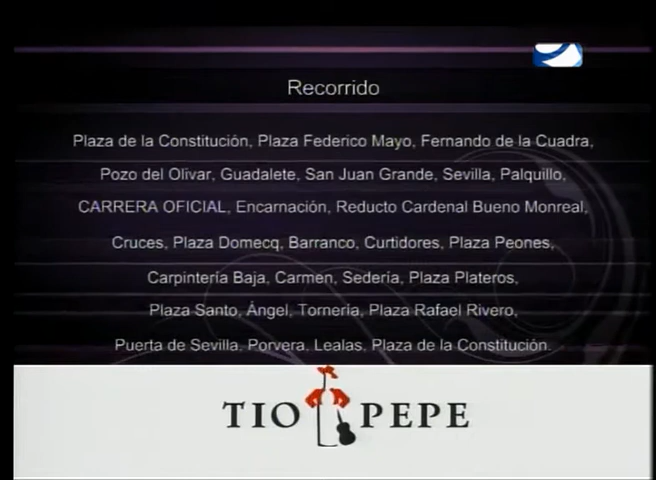 Recorrido
Plaza de la Constitución, Plaza Federico Mayo, Fernando de la Cuadra,
Pozo del Olivar, Guadalete, San Juan Grande, Sevilla, Palquillo,
CARRERA OFICIAL, Encarnación, Reducto Cardenal Bueno Monreal,
Cruces, Plaza Domecq, Barranco, Curtidores, Plaza Peones,
Carpintería Baja, Carmen, Sedería, Plaza Plateros,
Plaza Santo, Ángel, Tornería, Plaza Rafael Rivero,
Puerta de Sevilla, Porvera, Lealas, Plaza de la Constitución.
TIO PEPE